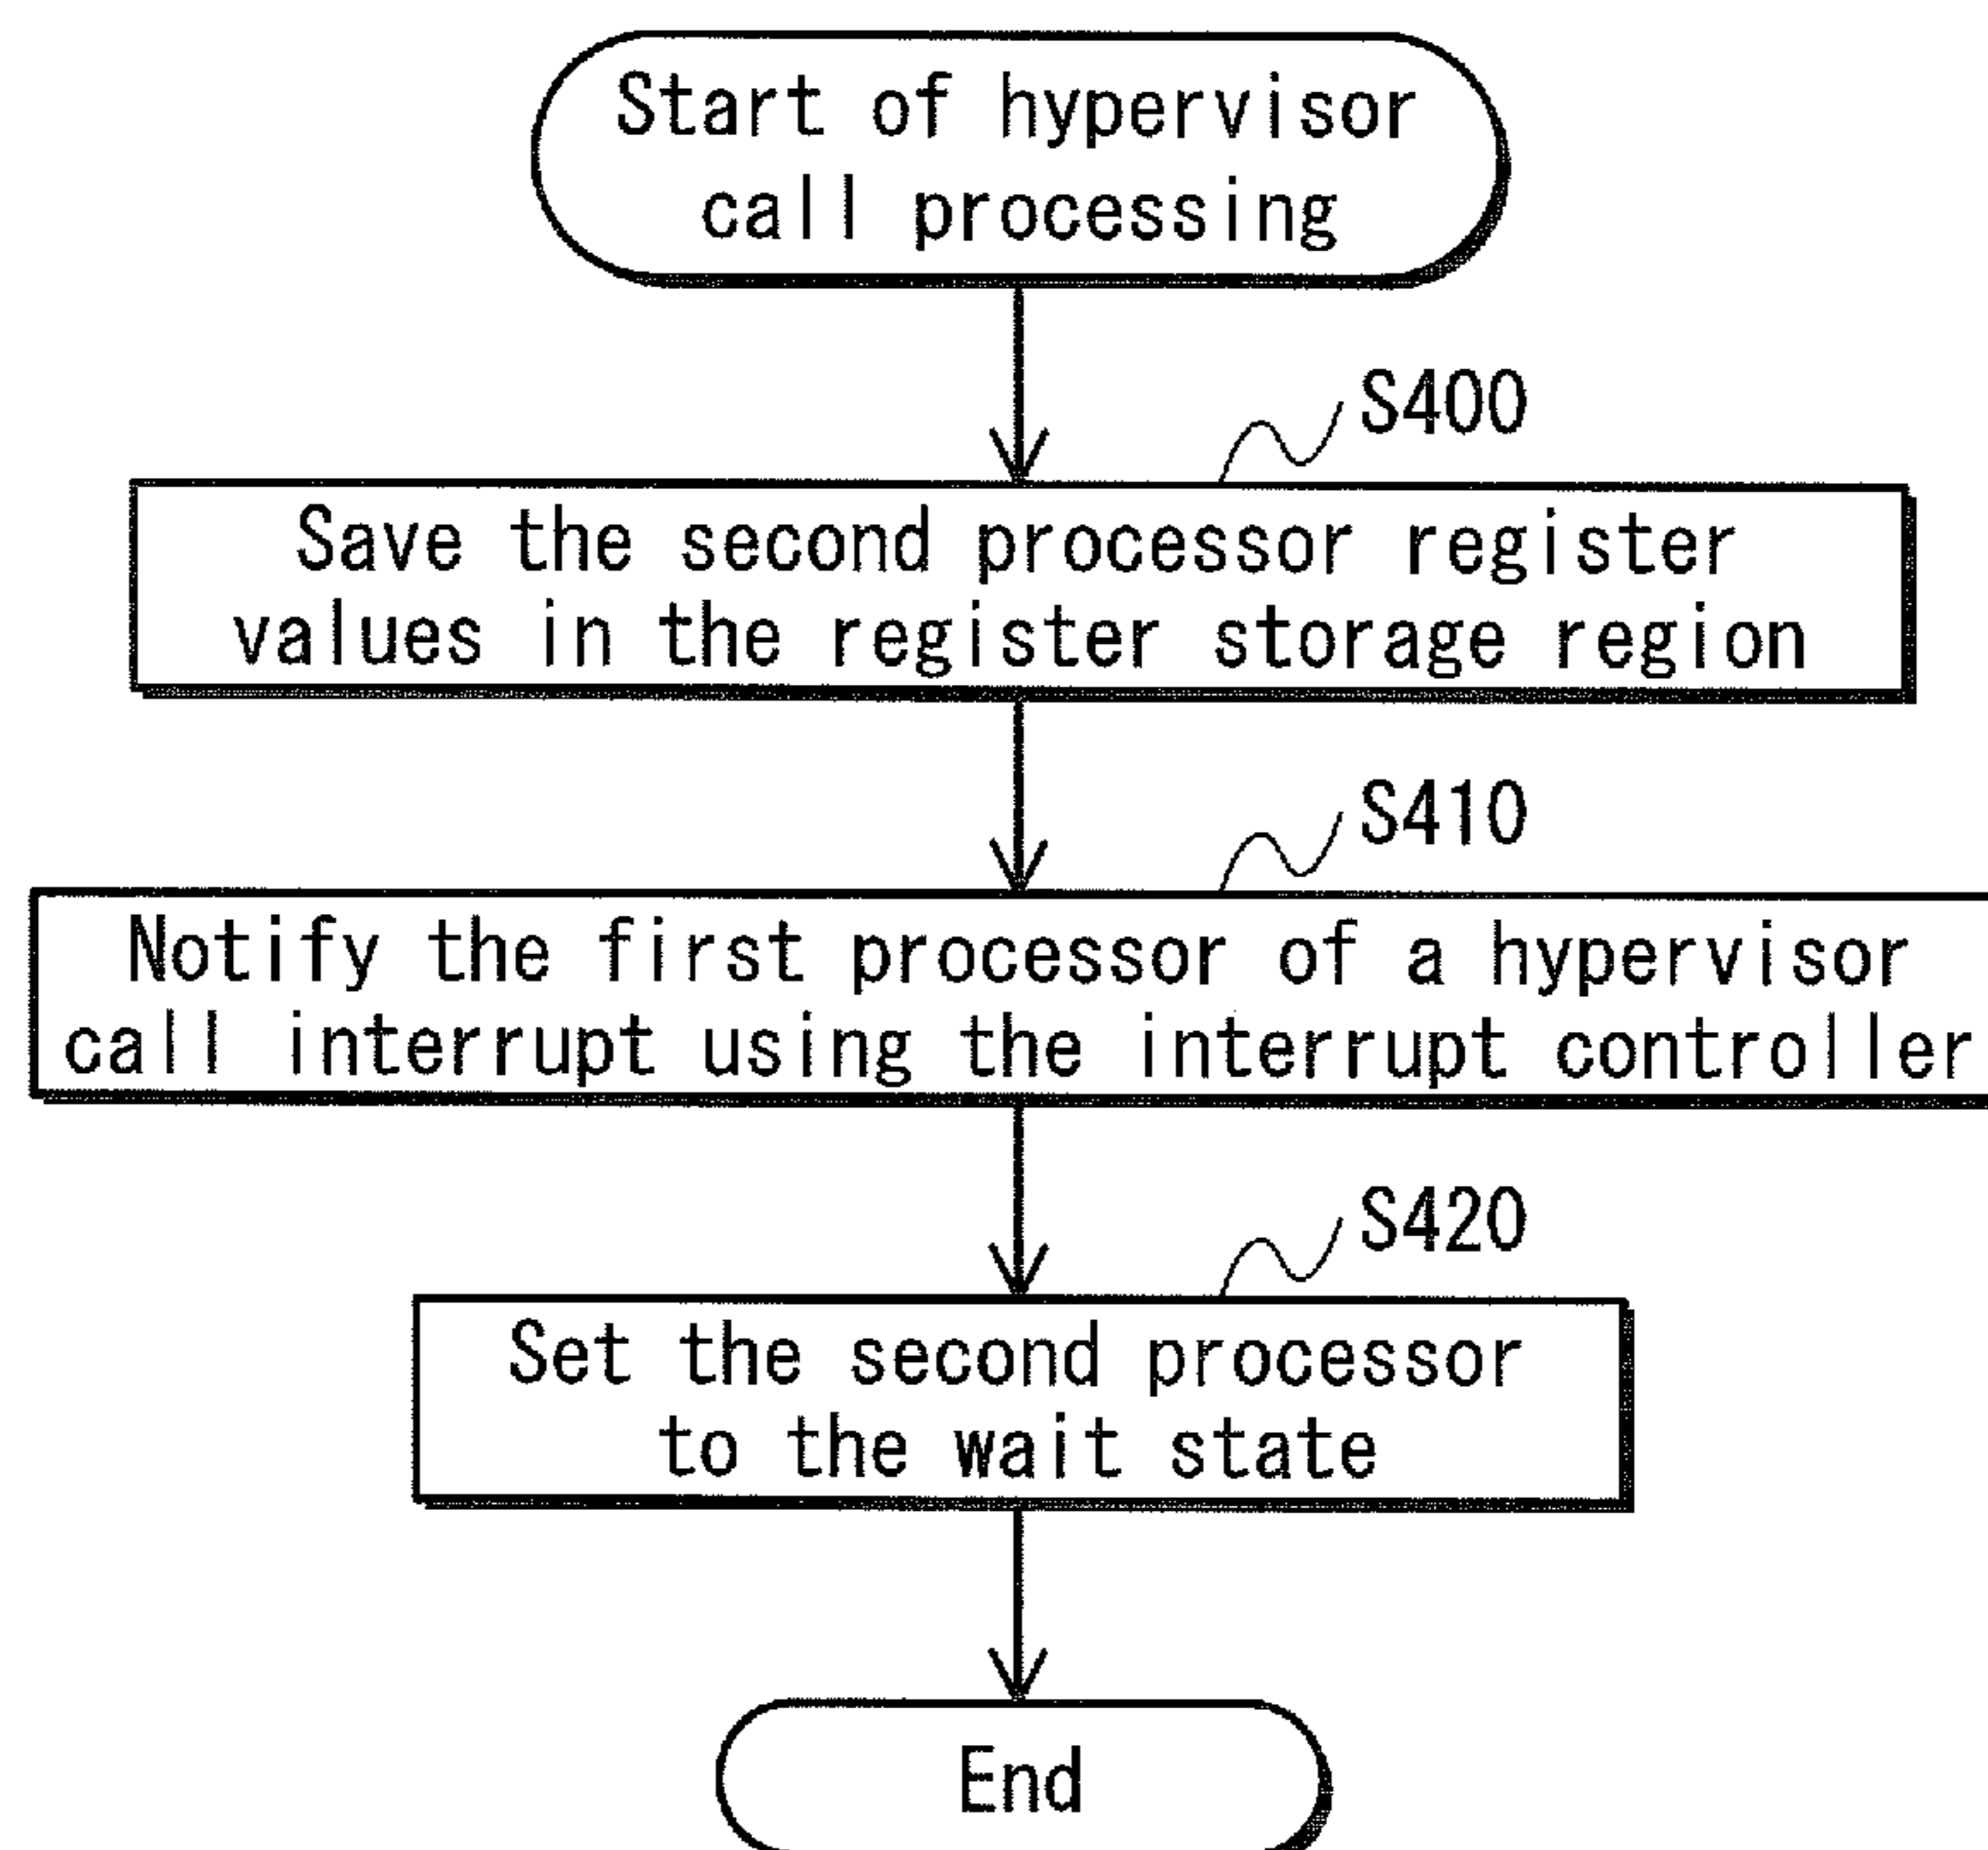 Start of hypervisor
call processing
S400
Save the second processor register
values in the register storage region
S410
Notify the first processor of a hypervisor
call interrupt using the interrupt controller
S420
Set the second processor
to the wait state
End